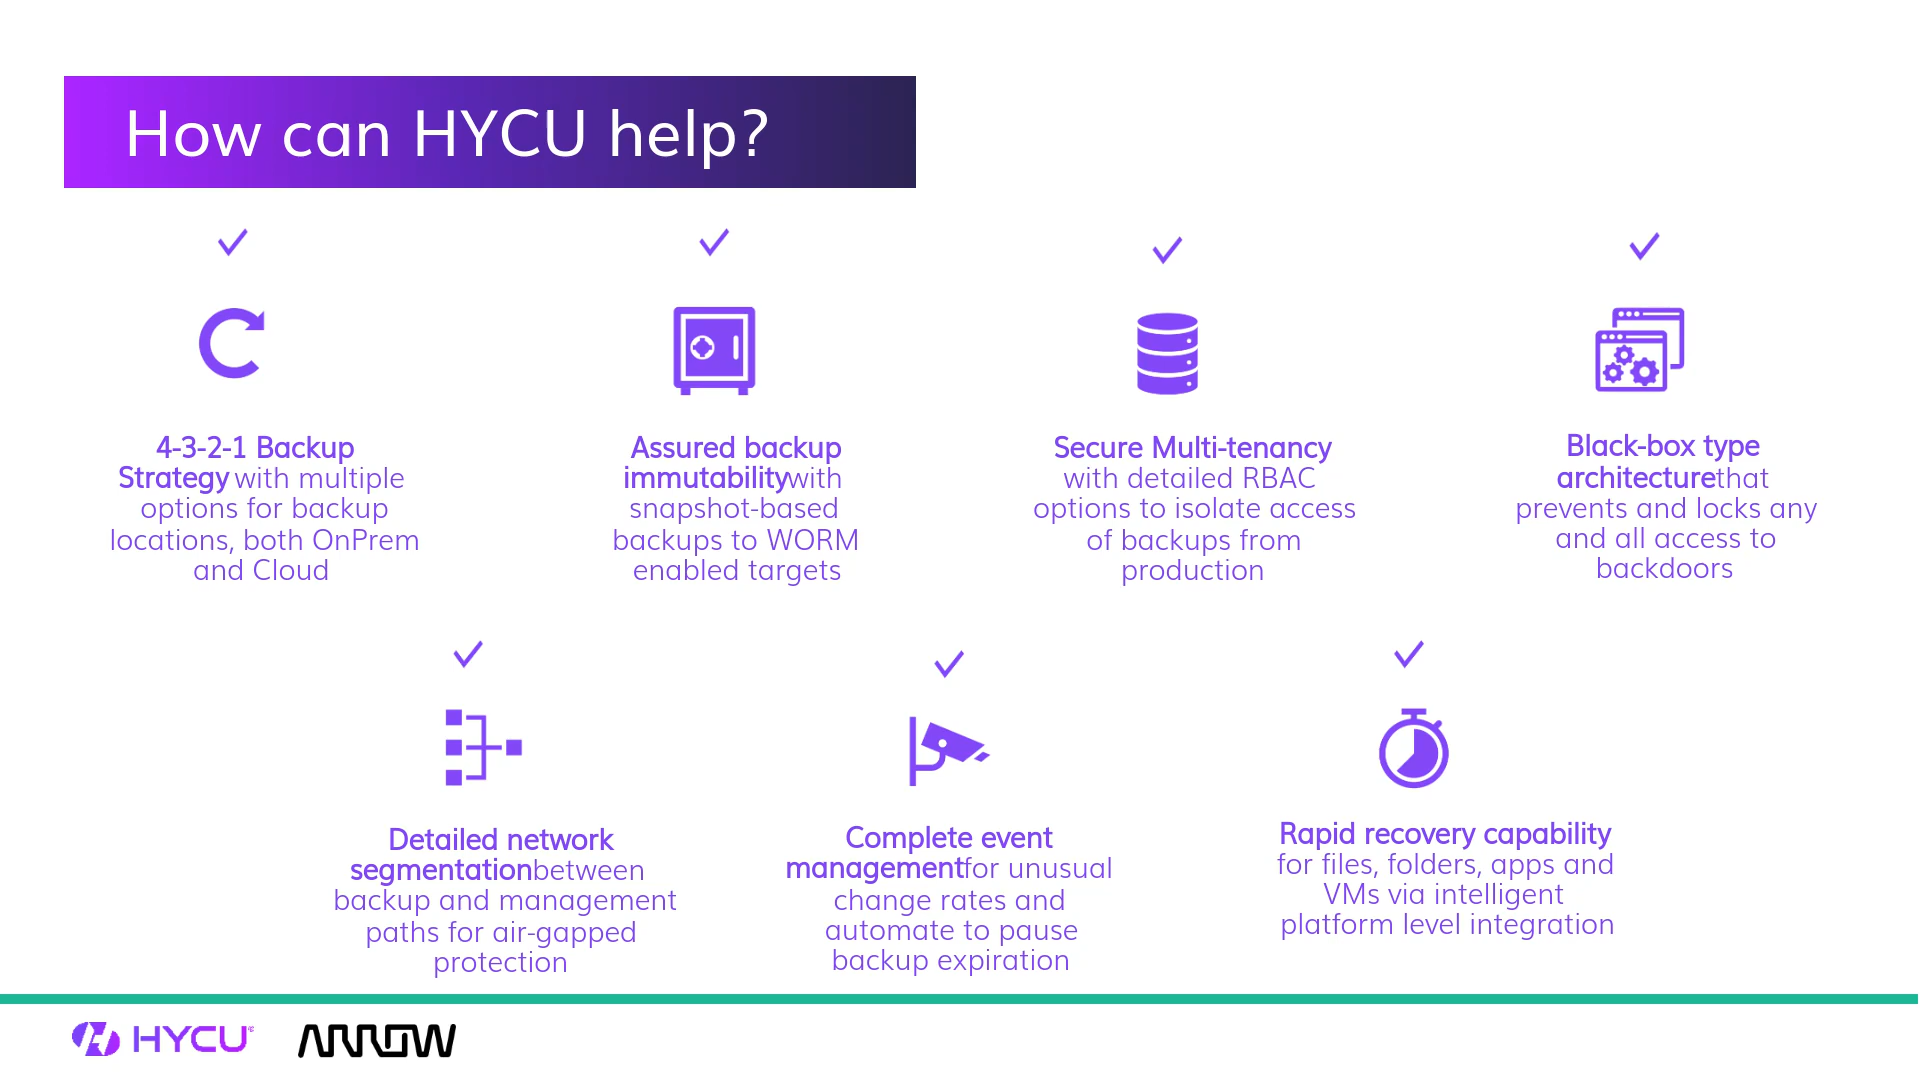 How can HYCU help?
4-3-2-1 Backup
Strategy with multiple
options for backup
locations, both OnPrem
and Cloud
Assured backup
immutabilitywith
snapshot-based
backups to WORM
enabled targets
Secure Multi-tenancy
with detailed RBAC
options to isolate access
of backups from
production
Black-box type
architecturethat
prevents and locks any
and all access to
backdoors
Detailed network
segmentationbetween
backup and management
paths for air-gapped
protection
Complete event
managementfor unusual
change rates and
automate to pause
backup expiration
Rapid recovery capability
for files, folders, apps and
VMs via intelligent
platform level integration
HYCU
ARROW